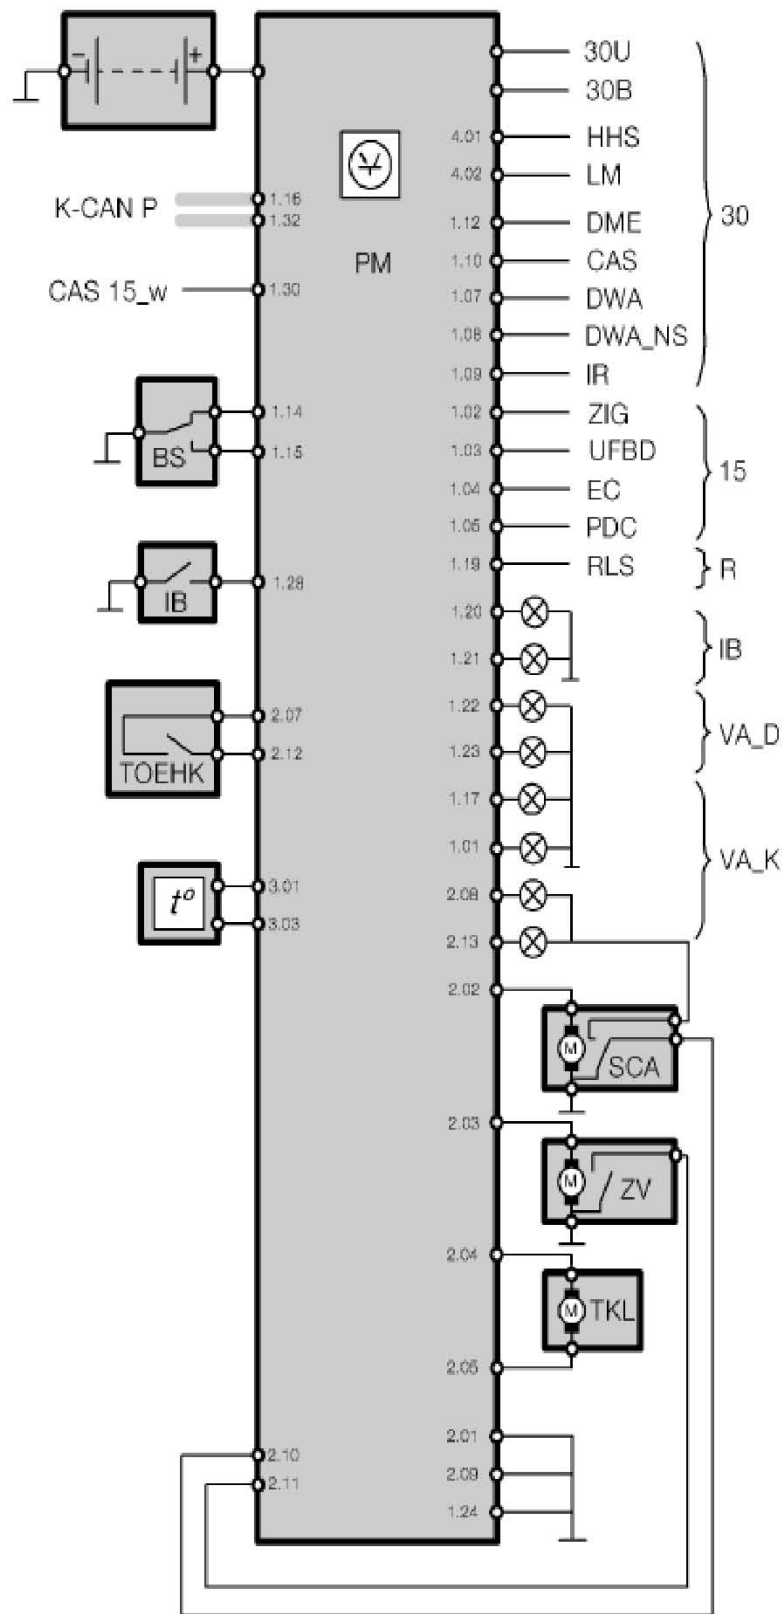 - +
30U
30B
4.01 HHS
4.02 LM
K-CAN P 1.16
1.32
1.12 DME
30
PM
1.10 CAS
CAS 15_w 1.30
1.07 DWA
1.08 DWA_NS
1.09 IR
1.14
1.02 ZIG
BS 1.15
1.03 UFBD
15
1.04 EC
1.05 PDC
1.19 RLS
R
IB 1.28
1.20
1.21
IB
2.07
1.22
VA_D
TOEHK 2.12
1.23
1.17
1.01
VA_K
t° 3.01
3.03
2.08
2.13
2.02
M SCA
2.03
M ZV
2.04
M TKL
2.05
2.01
2.10
2.09
2.11
1.24